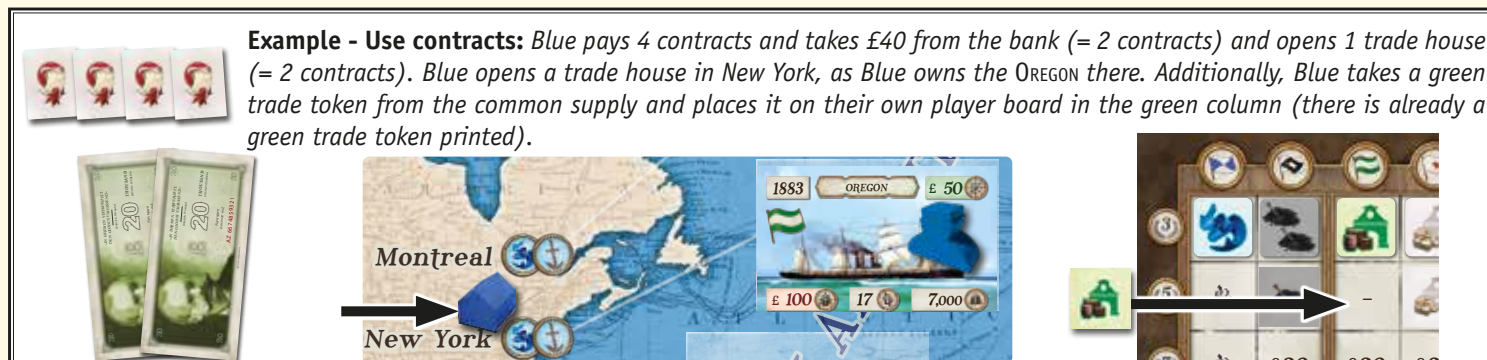 Example - Use contracts: Blue pays 4 contracts and takes £40 from the bank (= 2 contracts) and opens 1 trade house
(= 2 contracts). Blue opens a trade house in New York, as Blue owns the OREGON there. Additionally, Blue takes a green
trade token from the common supply and places it on their own player board in the green column (there is already a
green trade token printed).
20
20
Montreal
New York
1883
OREGON
£ 50
£ 100
17
7,000
3
5
-